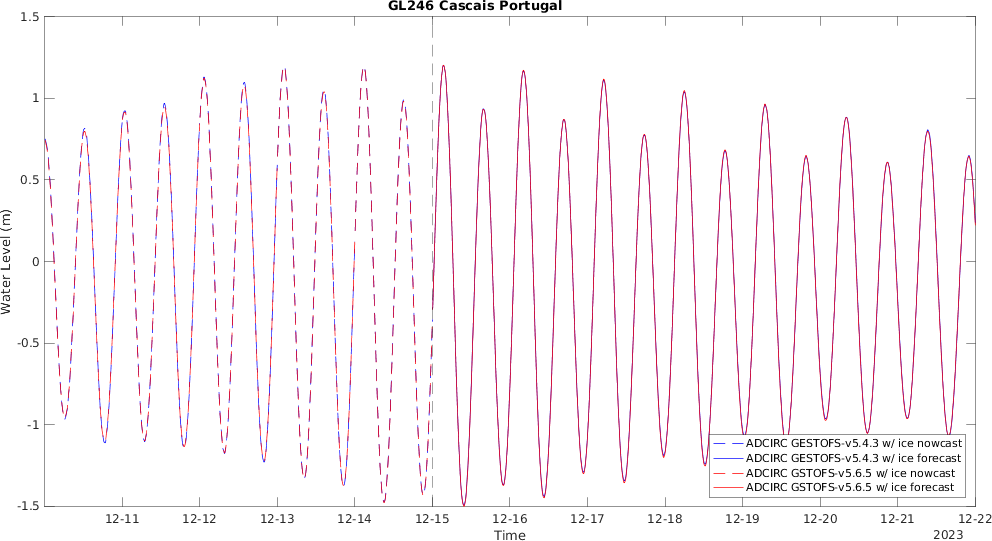 GL246 Cascais Portugal
1.5
1
0.5
0
-0.5
-1
-1.5
Water Level (m)
ADCIRC GESTOFS-v5.4.3 w/ ice nowcast
ADCIRC GESTOFS-v5.4.3 w/ ice forecast
ADCIRC GSTOFS-v5.6.5 w/ ice nowcast
ADCIRC GSTOFS-v5.6.5 w/ ice forecast
12-11 12-12 12-13 12-14 12-15 12-16 12-17 12-18 12-19 12-20 12-21 12-22
Time
2023